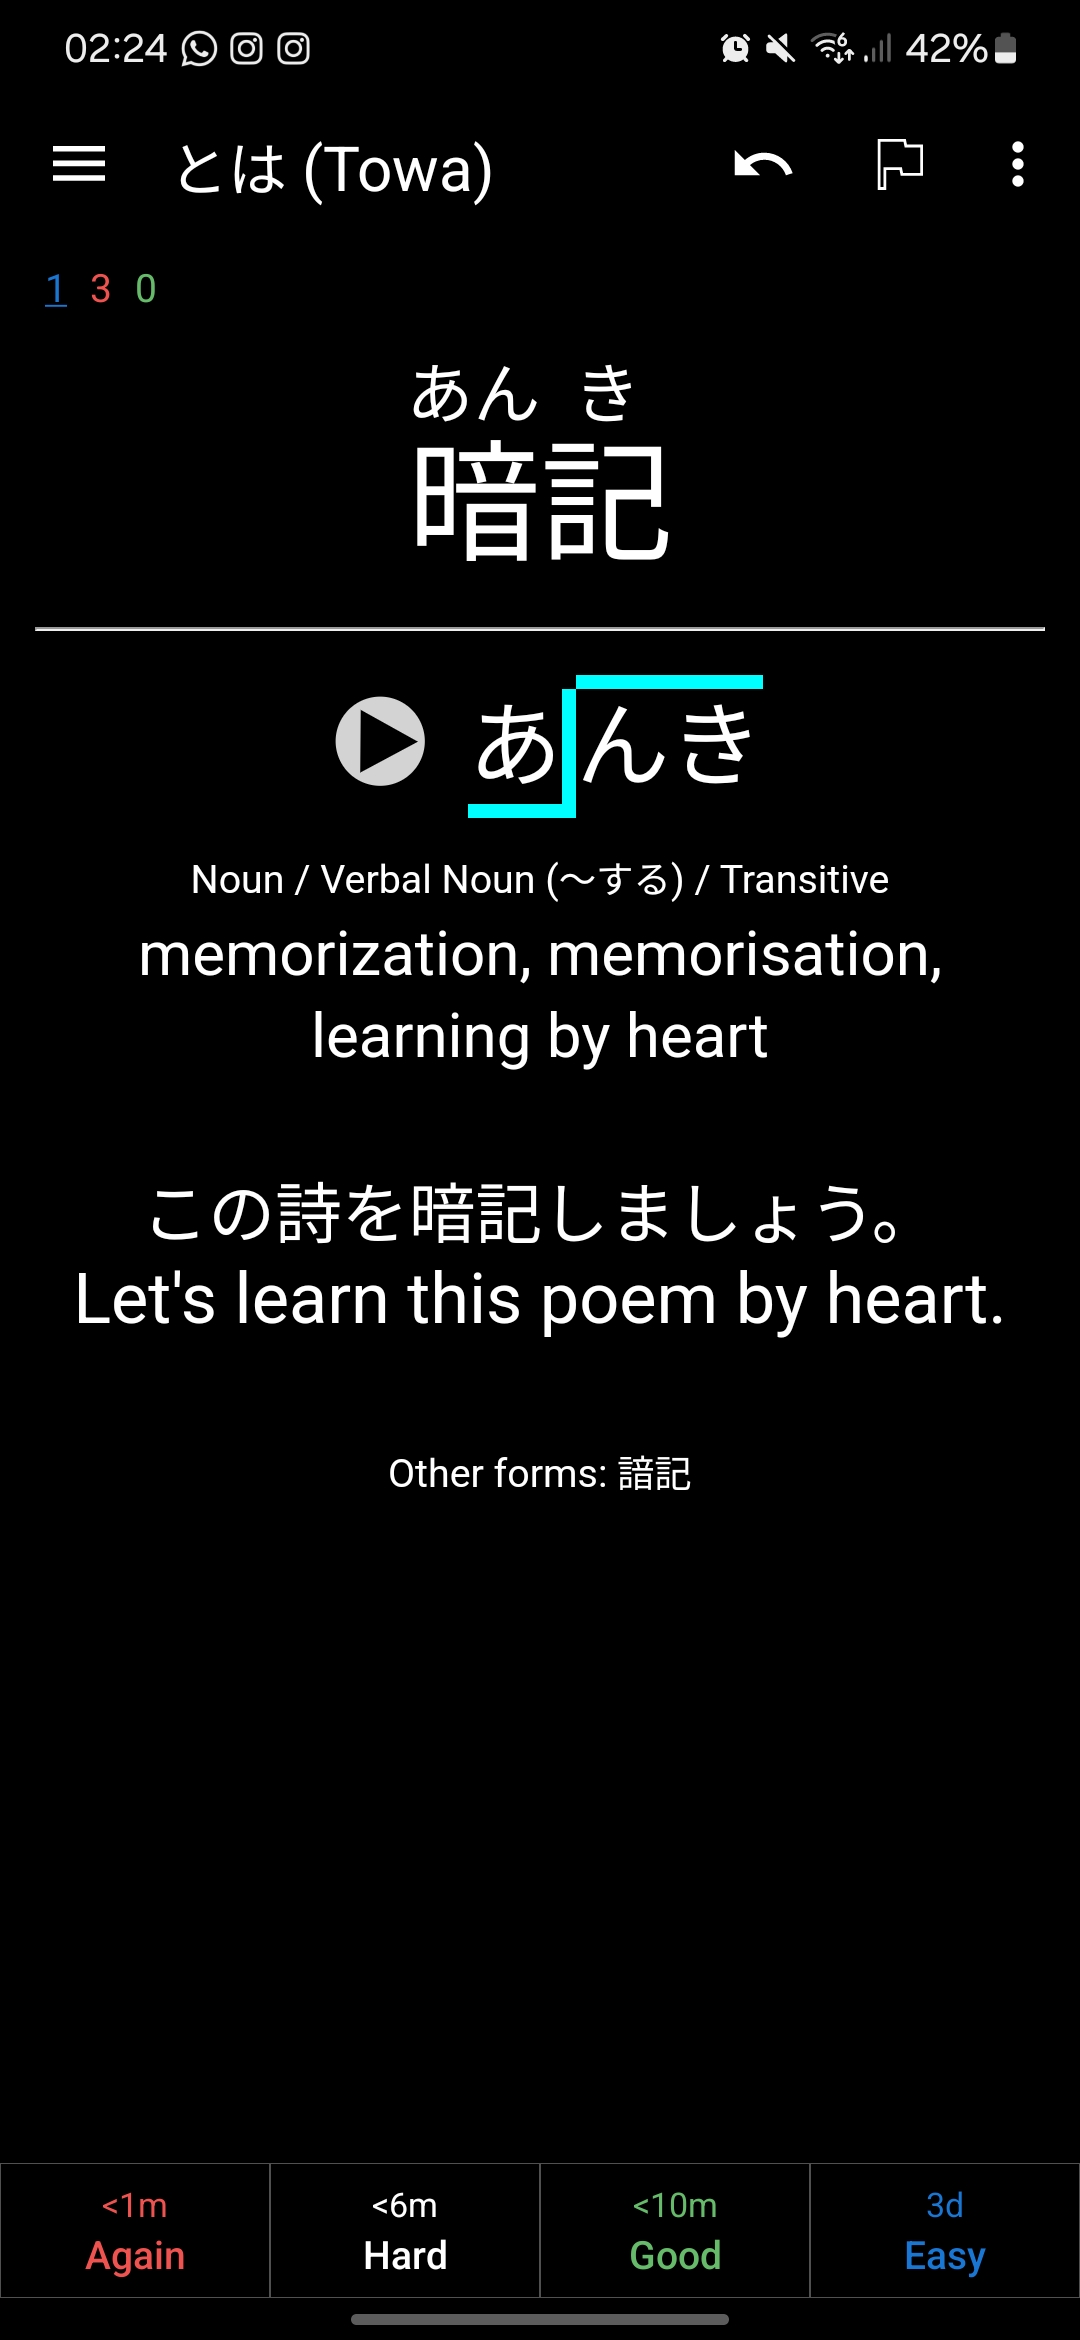 02:24 42%
とは (Towa)
1 3 0
あん き
暗記
あんき
Noun / Verbal Noun (～する) / Transitive
memorization, memorisation,
learning by heart
この詩を暗記しましょう。
Let's learn this poem by heart.
Other forms: 諳記
<1m <6m <10m 3d
Again Hard Good Easy